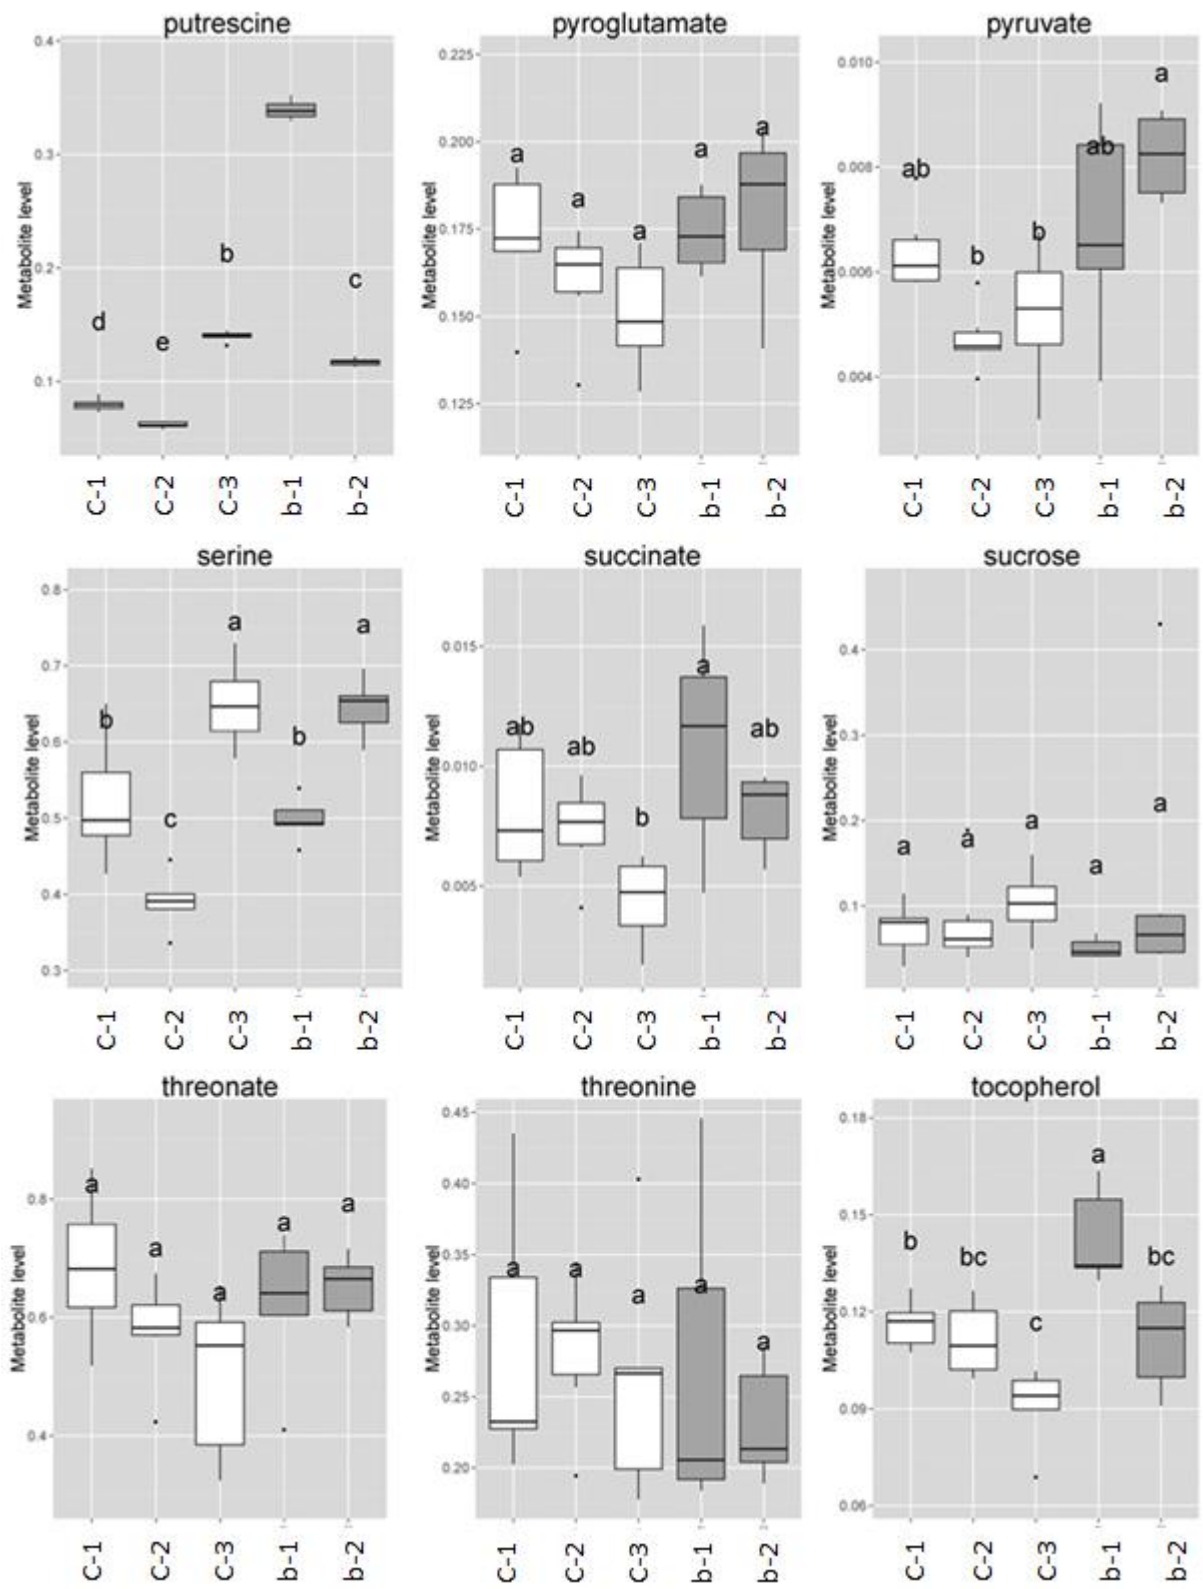 putrescine
Metabolite level
0.4
0.3
0.2
0.1
d
e
b
c
C-1
C-2
C-3
b-1
b-2
pyroglutamate
Metabolite level
0.225
0.200
0.175
0.150
0.125
a
a
a
a
a
C-1
C-2
C-3
b-1
b-2
pyruvate
Metabolite level
0.010
0.008
0.006
0.004
ab
b
b
ab
a
C-1
C-2
C-3
b-1
b-2
serine
Metabolite level
0.8
0.7
0.6
0.5
0.4
0.3
b
c
a
b
a
C-1
C-2
C-3
b-1
b-2
succinate
Metabolite level
0.015
0.010
0.005
ab
ab
b
a
ab
C-1
C-2
C-3
b-1
b-2
sucrose
Metabolite level
0.4
0.3
0.2
0.1
a
a
a
a
a
C-1
C-2
C-3
b-1
b-2
threonate
Metabolite level
0.8
0.6
0.4
a
a
a
a
a
C-1
C-2
C-3
b-1
b-2
threonine
Metabolite level
0.45
0.40
0.35
0.30
0.25
0.20
a
a
a
a
a
C-1
C-2
C-3
b-1
b-2
tocopherol
Metabolite level
0.18
0.15
0.12
0.09
0.06
b
bc
c
a
bc
C-1
C-2
C-3
b-1
b-2